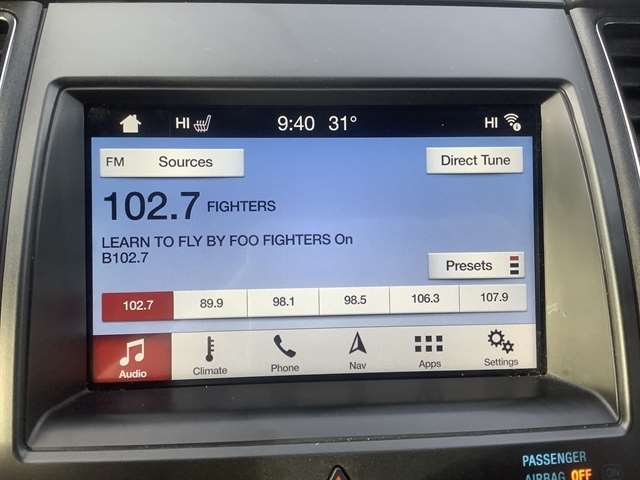 HI 9:40 31° HI
FM Sources Direct Tune
102.7 FIGHTERS
LEARN TO FLY BY FOO FIGHTERS On
B102.7
Presets
102.7 89.9 98.1 98.5 106.3 107.9
Audio Climate Phone Nav Apps Settings
PASSENGER
AIRBAG OFF ON